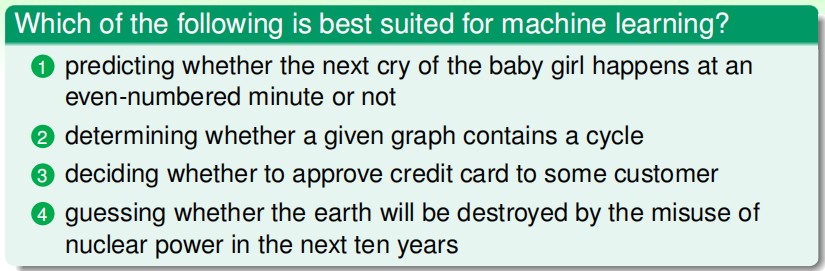 Which of the following is best suited for machine learning?
1 predicting whether the next cry of the baby girl happens at an
even-numbered minute or not
2 determining whether a given graph contains a cycle
3 deciding whether to approve credit card to some customer
4 guessing whether the earth will be destroyed by the misuse of
nuclear power in the next ten years